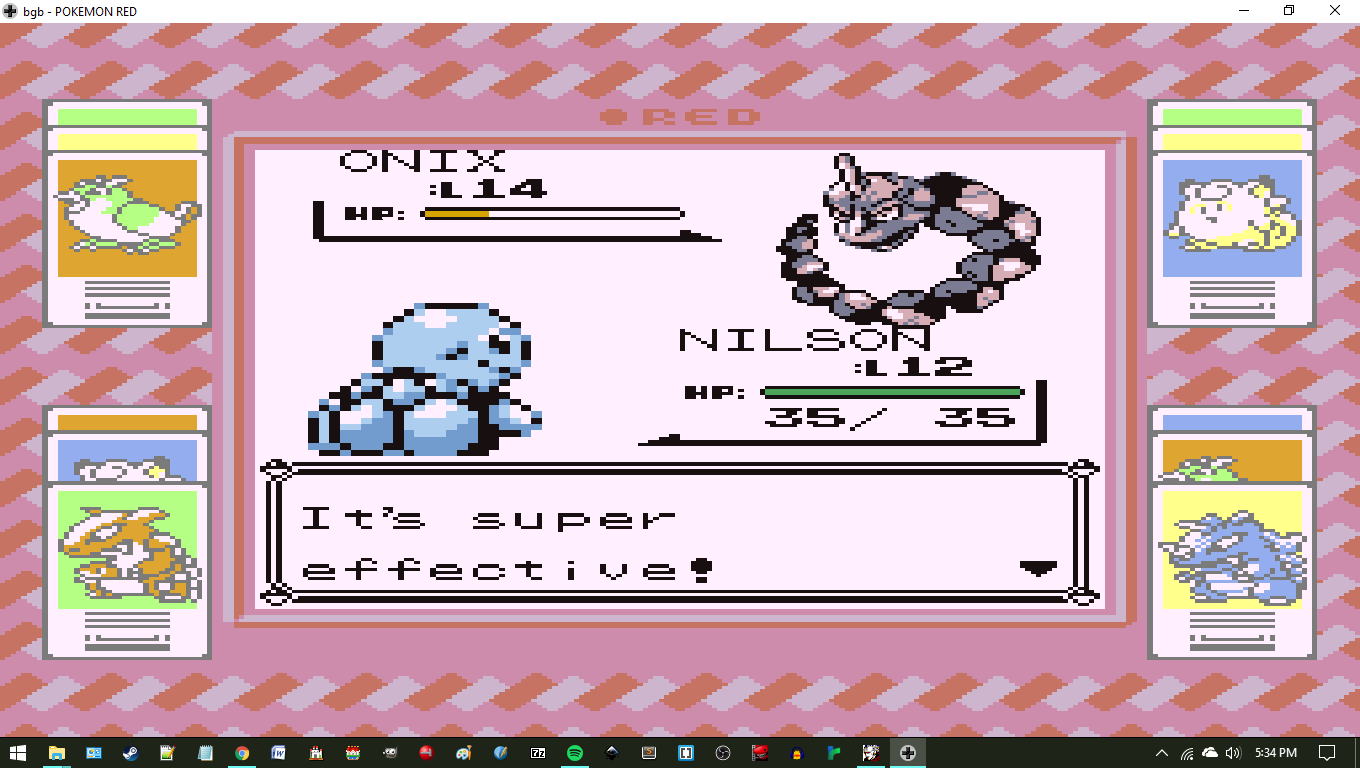 bgb - POKEMON RED
RED
ONIX
:L14
HP:
NILSON
:L12
HP:
35/ 35
It's super
effective!
5:34 PM